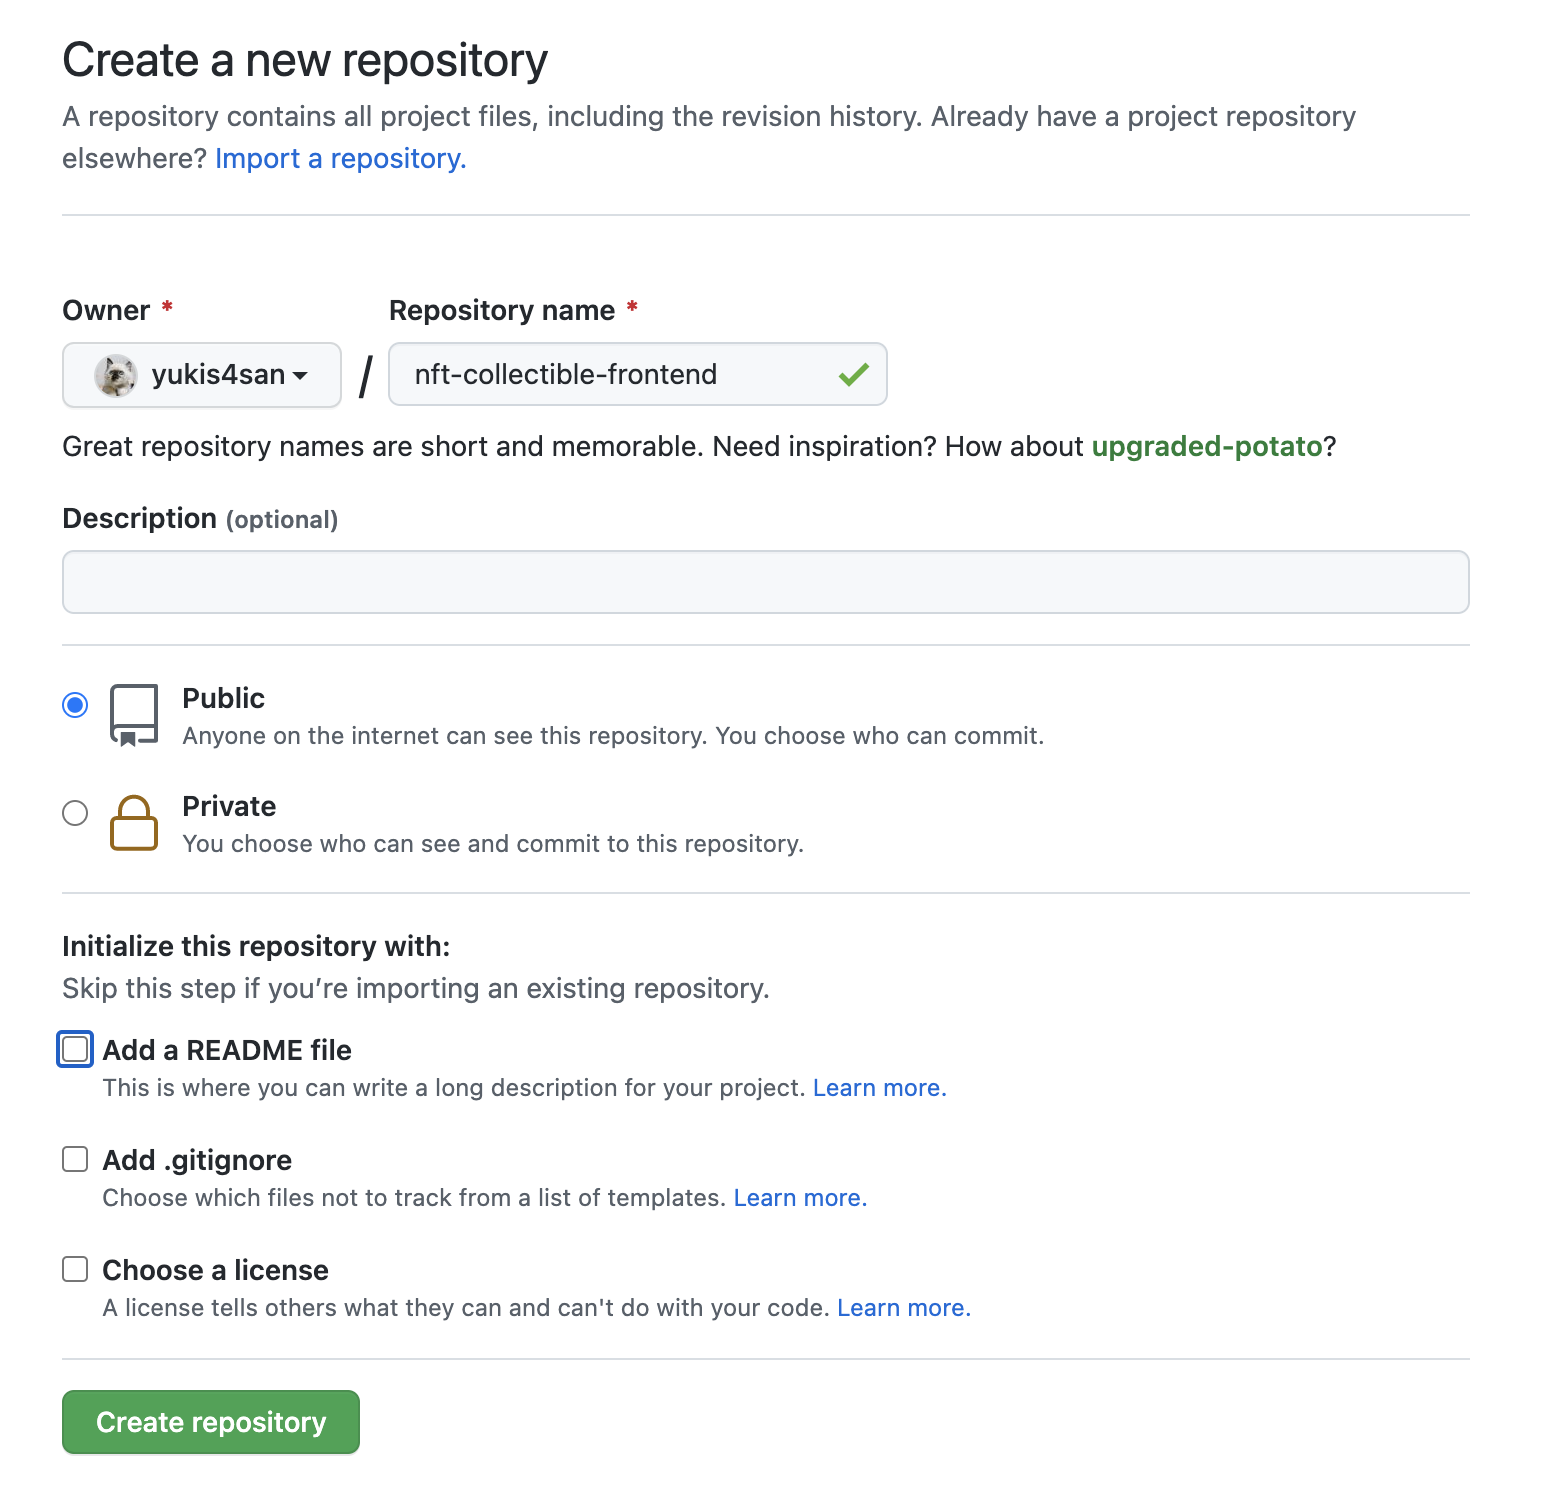 Create a new repository
A repository contains all project files, including the revision history. Already have a project repository
elsewhere? Import a repository.
Owner * Repository name *
yukis4san / nft-collectible-frontend
Great repository names are short and memorable. Need inspiration? How about upgraded-potato?
Description (optional)
Public
Anyone on the internet can see this repository. You choose who can commit.
Private
You choose who can see and commit to this repository.
Initialize this repository with:
Skip this step if you’re importing an existing repository.
Add a README file
This is where you can write a long description for your project. Learn more.
Add .gitignore
Choose which files not to track from a list of templates. Learn more.
Choose a license
A license tells others what they can and can't do with your code. Learn more.
Create repository